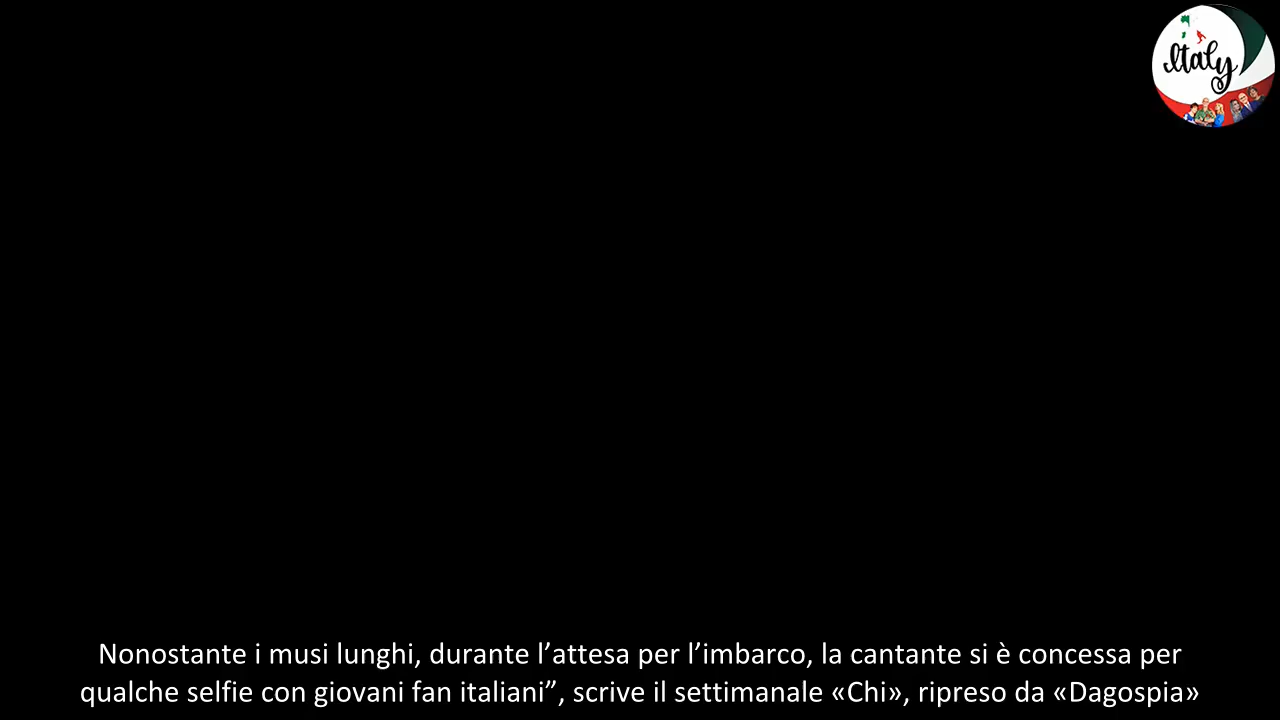 Italy
Nonostante i musi lunghi, durante l’attesa per l’imbarco, la cantante si è concessa per
qualche selfie con giovani fan italiani”, scrive il settimanale «Chi», ripreso da «Dagospia»